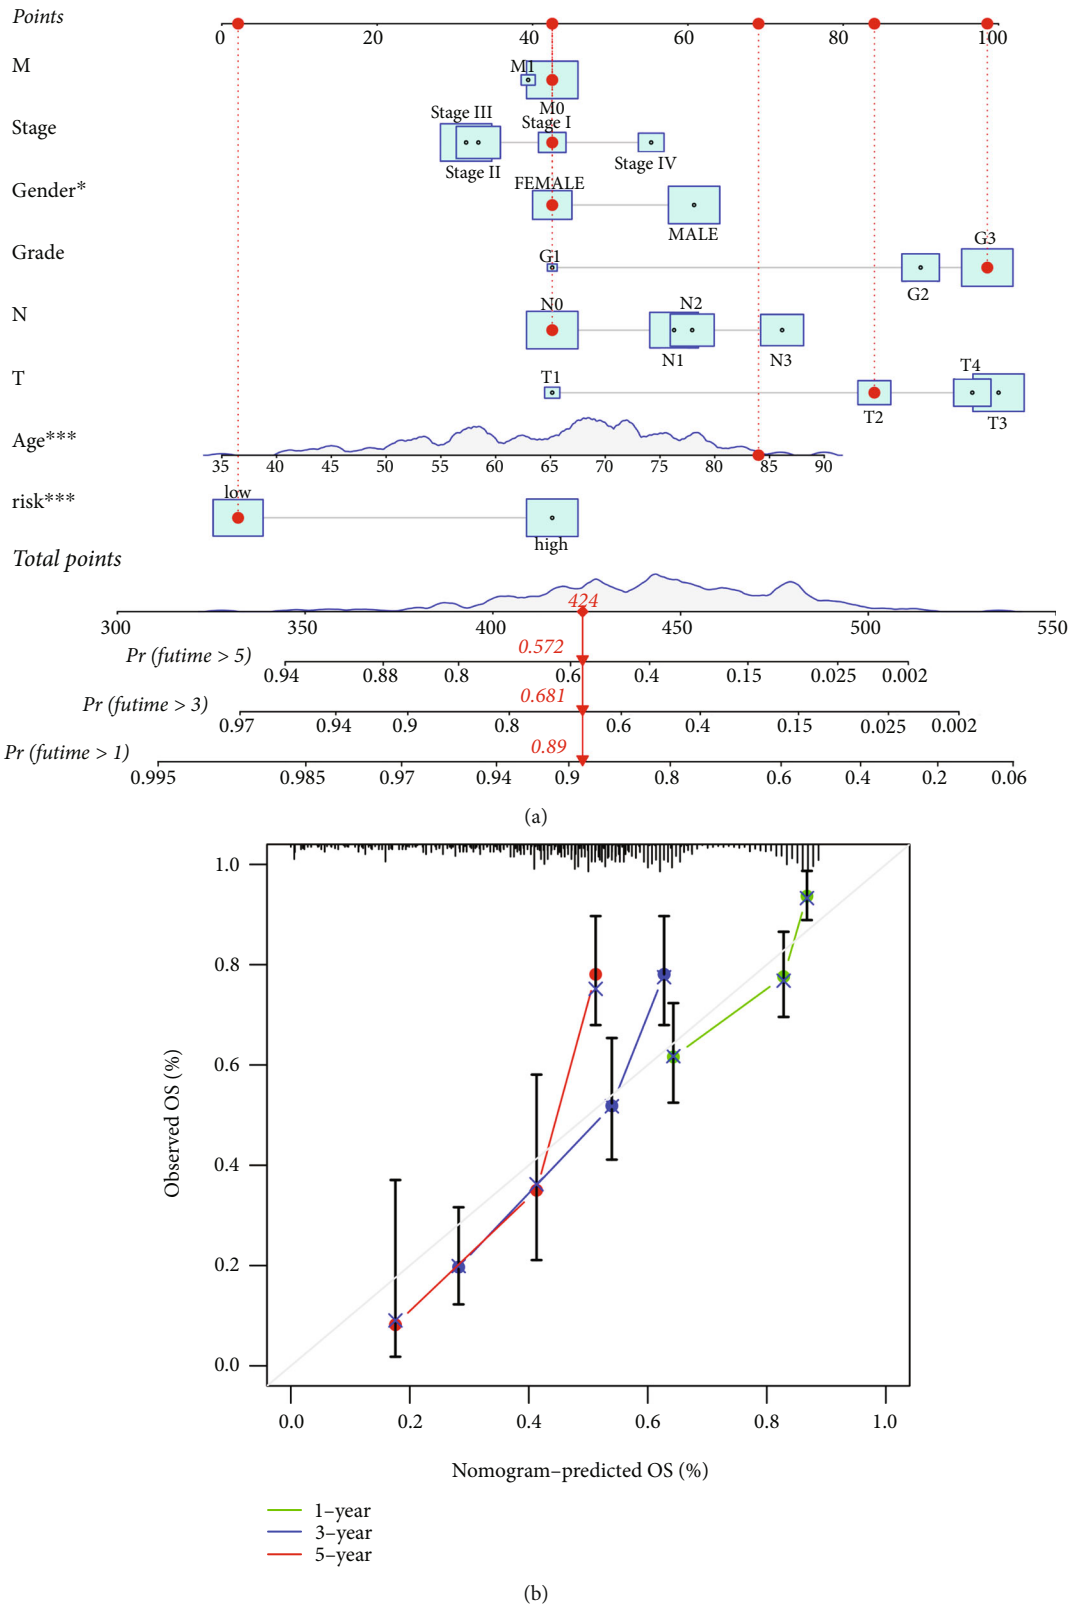 Points
0 20 40 60 80 100
M
M1
M0
Stage
Stage III
Stage I
Stage II
Stage IV
Gender*
FEMALE
MALE
Grade
G1
G3
G2
N
N0
N2
N1
N3
T
T1
T4
T2
T3
Age***
35 40 45 50 55 60 65 70 75 80 85 90
risk***
low
high
Total points
424
300 350 400 450 500 550
0.572
Pr (futime > 5)
0.94 0.88 0.8 0.6 0.4 0.15 0.025 0.002
0.681
Pr (futime > 3)
0.97 0.94 0.9 0.8 0.6 0.4 0.15 0.025 0.002
0.89
Pr (futime > 1)
0.995 0.985 0.97 0.94 0.9 0.8 0.6 0.4 0.2 0.06
(a)
1.0
0.8
0.6
0.4
0.2
0.0
Observed OS (%)
0.0 0.2 0.4 0.6 0.8 1.0
Nomogram–predicted OS (%)
1–year
3–year
5–year
(b)